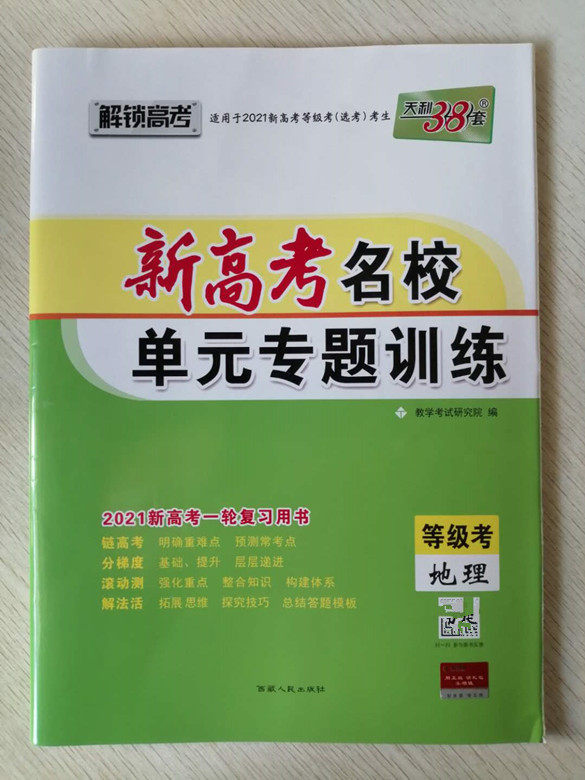 解锁高考
适用于2021新高考等级考(选考)考生
天利38套®
新高考名校
单元专题训练
教学考试研究院 编
2021新高考一轮复习用书
链高考 明确重难点 预测常考点
分梯度 基础、提升 层层递进
滚动测 强化重点 整合知识 构建体系
解法活 拓展思维 探究技巧 总结答题模板
等级考
地理
西藏人民出版社